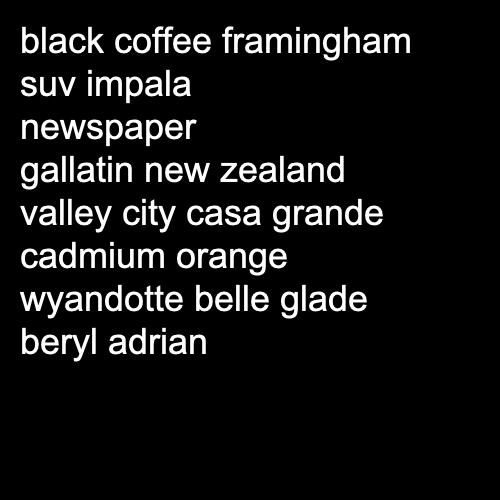 black coffee framingham
suv impala
newspaper
gallatin new zealand
valley city casa grande
cadmium orange
wyandotte belle glade
beryl adrian